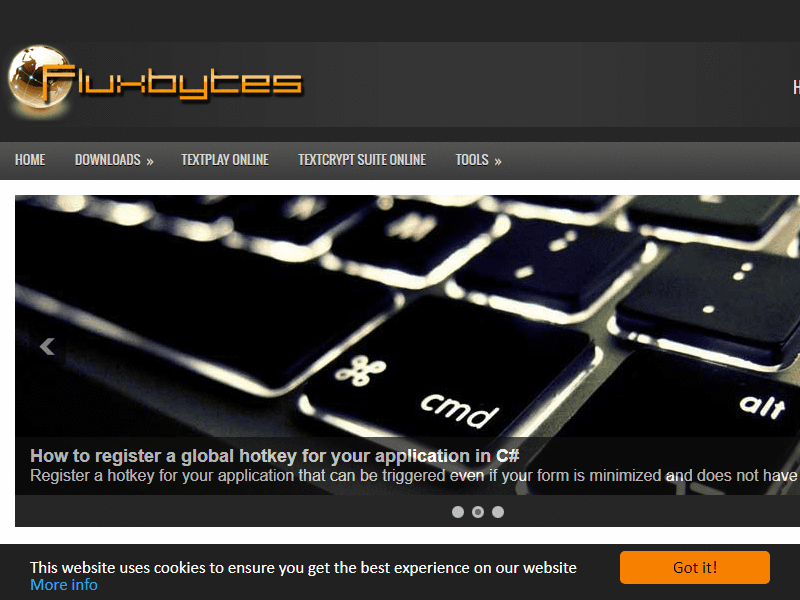 Fluxbytes
H
HOME DOWNLOADS » TEXTPLAY ONLINE TEXTCRYPT SUITE ONLINE TOOLS »
⌘ cmd alt
How to register a global hotkey for your application in C#
Register a hotkey for your application that can be triggered even if your form is minimized and does not have
This website uses cookies to ensure you get the best experience on our website
More info
Got it!